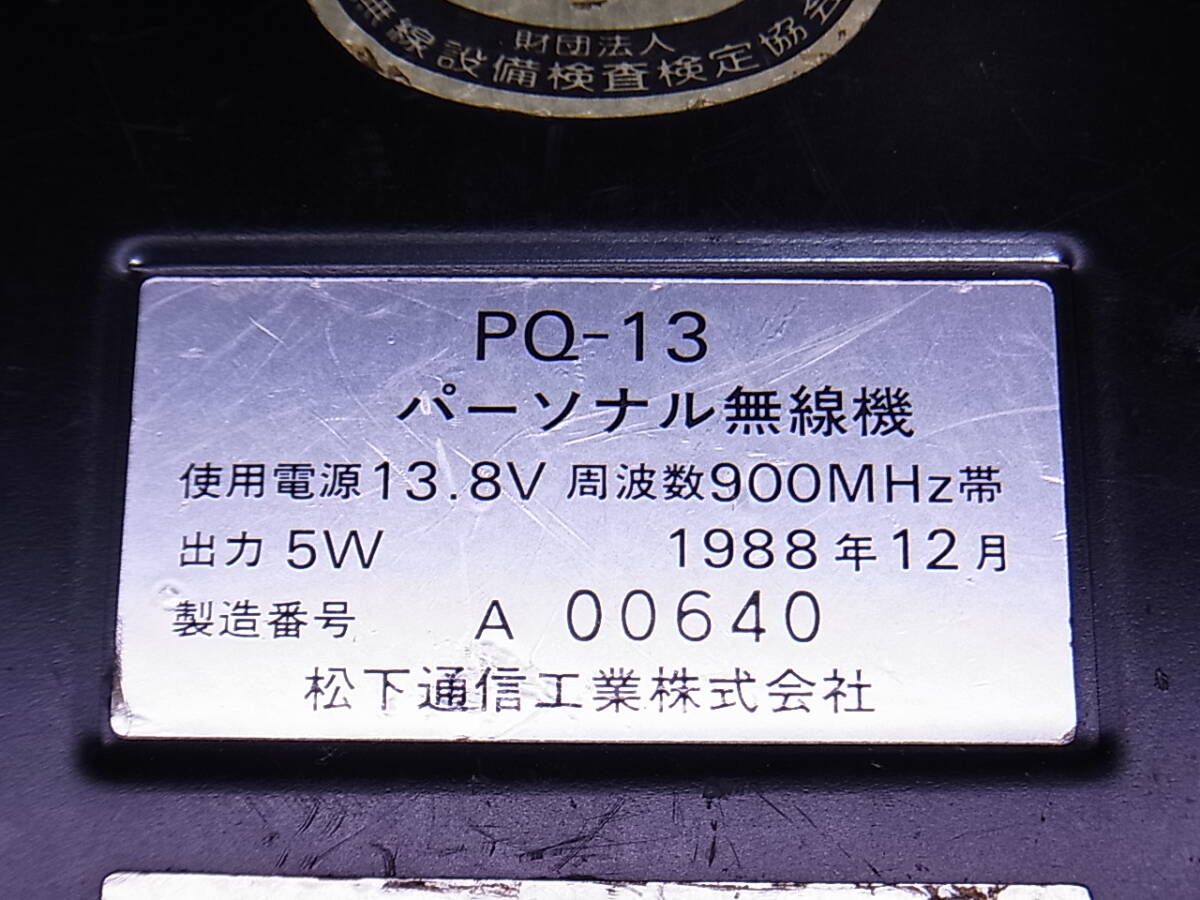 財団法人
無線設備検査検定協会
PQ-13
パーソナル無線機
使用電源13.8V 周波数900MHz帯
出力 5W 1988年12月
製造番号 A 00640
松下通信工業株式会社